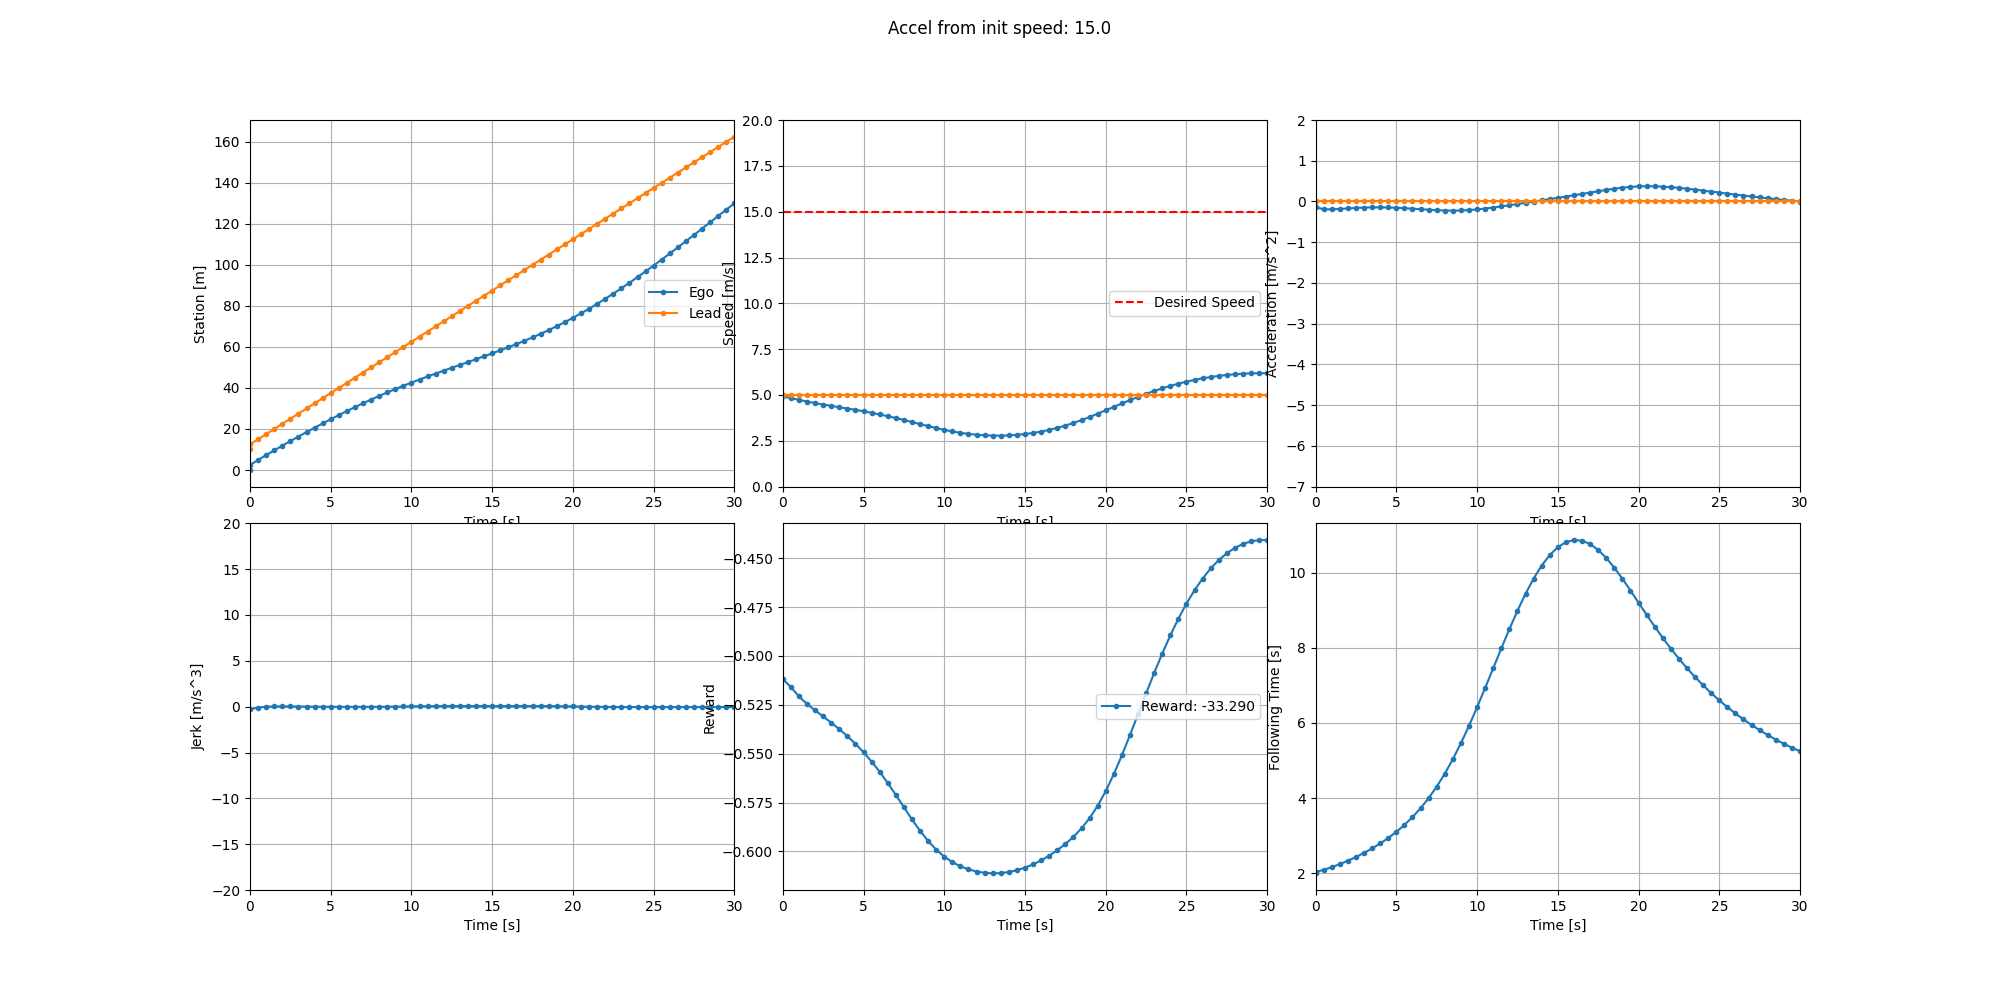 Accel from init speed: 15.0
160
140
120
100
80
60
40
20
0
Station [m]
Ego
Lead
0 5 10 15 20 25 30
Time [s]
20.0
17.5
15.0
12.5
10.0
7.5
5.0
2.5
0.0
Speed [m/s]
Desired Speed
0 5 10 15 20 25 30
Time [s]
2
1
0
−1
−2
−3
−4
−5
−6
−7
Acceleration [m/s^2]
0 5 10 15 20 25 30
Time [s]
20
15
10
5
0
−5
−10
−15
−20
Jerk [m/s^3]
0 5 10 15 20 25 30
Time [s]
−0.450
−0.475
−0.500
−0.525
−0.550
−0.575
−0.600
Reward
Reward: -33.290
0 5 10 15 20 25 30
Time [s]
10
8
6
4
2
Following Time [s]
0 5 10 15 20 25 30
Time [s]